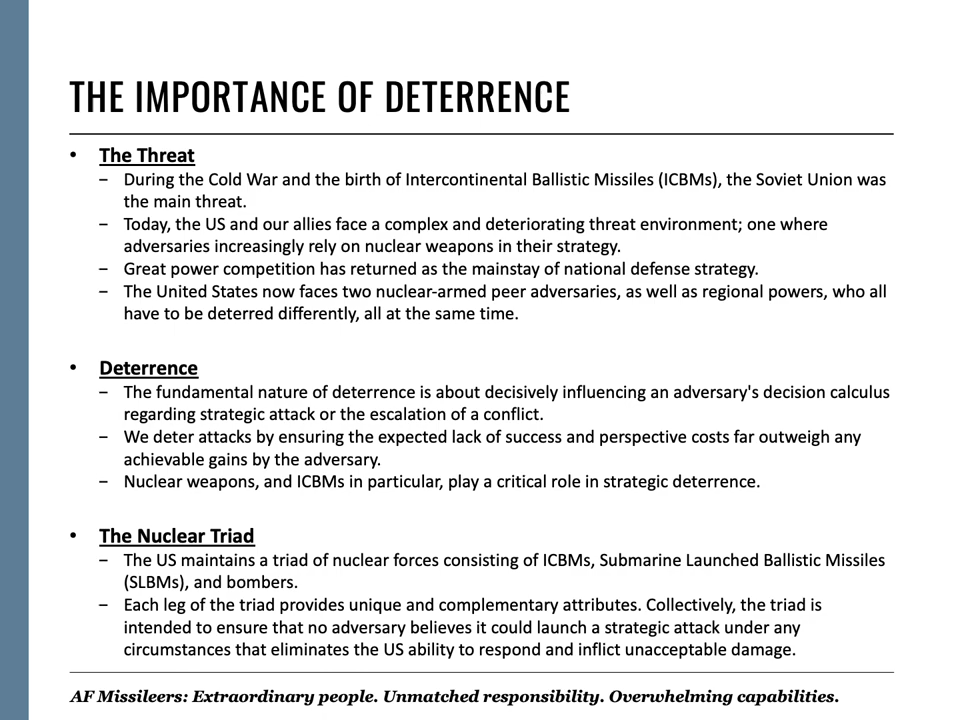 THE IMPORTANCE OF DETERRENCE
• The Threat
– During the Cold War and the birth of Intercontinental Ballistic Missiles (ICBMs), the Soviet Union was
the main threat.
– Today, the US and our allies face a complex and deteriorating threat environment; one where
adversaries increasingly rely on nuclear weapons in their strategy.
– Great power competition has returned as the mainstay of national defense strategy.
– The United States now faces two nuclear-armed peer adversaries, as well as regional powers, who all
have to be deterred differently, all at the same time.
• Deterrence
– The fundamental nature of deterrence is about decisively influencing an adversary's decision calculus
regarding strategic attack or the escalation of a conflict.
– We deter attacks by ensuring the expected lack of success and perspective costs far outweigh any
achievable gains by the adversary.
– Nuclear weapons, and ICBMs in particular, play a critical role in strategic deterrence.
• The Nuclear Triad
– The US maintains a triad of nuclear forces consisting of ICBMs, Submarine Launched Ballistic Missiles
(SLBMs), and bombers.
– Each leg of the triad provides unique and complementary attributes. Collectively, the triad is
intended to ensure that no adversary believes it could launch a strategic attack under any
circumstances that eliminates the US ability to respond and inflict unacceptable damage.
AF Missileers: Extraordinary people. Unmatched responsibility. Overwhelming capabilities.